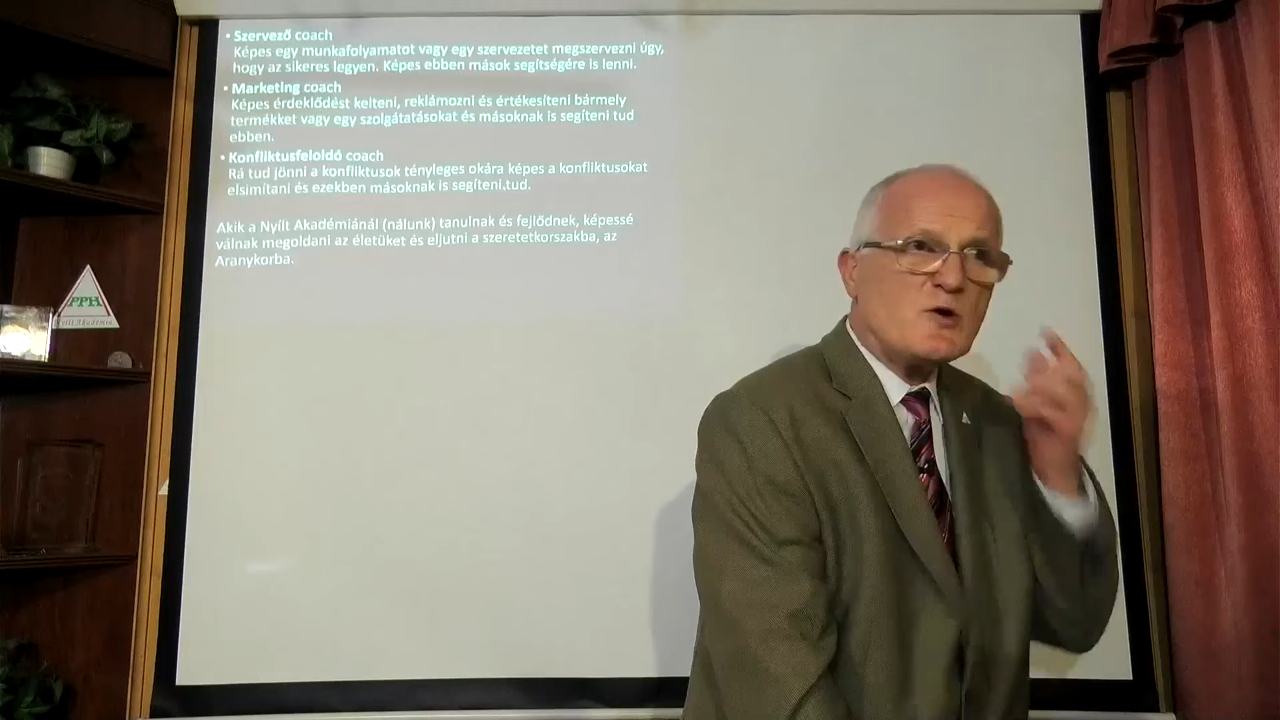 • Szervező coach
Képes egy munkafolyamatot vagy egy szervezetet megszervezni úgy,
hogy az sikeres legyen. Képes ebben mások segítségére is lenni.
• Marketing coach
Képes érdeklődést kelteni, reklámozni és értékesíteni bármely
termékket vagy egy szolgátatásokat és másoknak is segíteni tud
ebben.
• Konfliktusfeloldó coach
Rá tud jönni a konfliktusok tényleges okára képes a konfliktusokat
elsimítani és ezekben másoknak is segíteni,tud.
Akik a Nyílt Akadémiánál (nálunk) tanulnak és fejlődnek, képessé
válnak megoldani az életüket és eljutni a szeretetkorszakba, az
Aranykorba.
Nyílt Akadémia